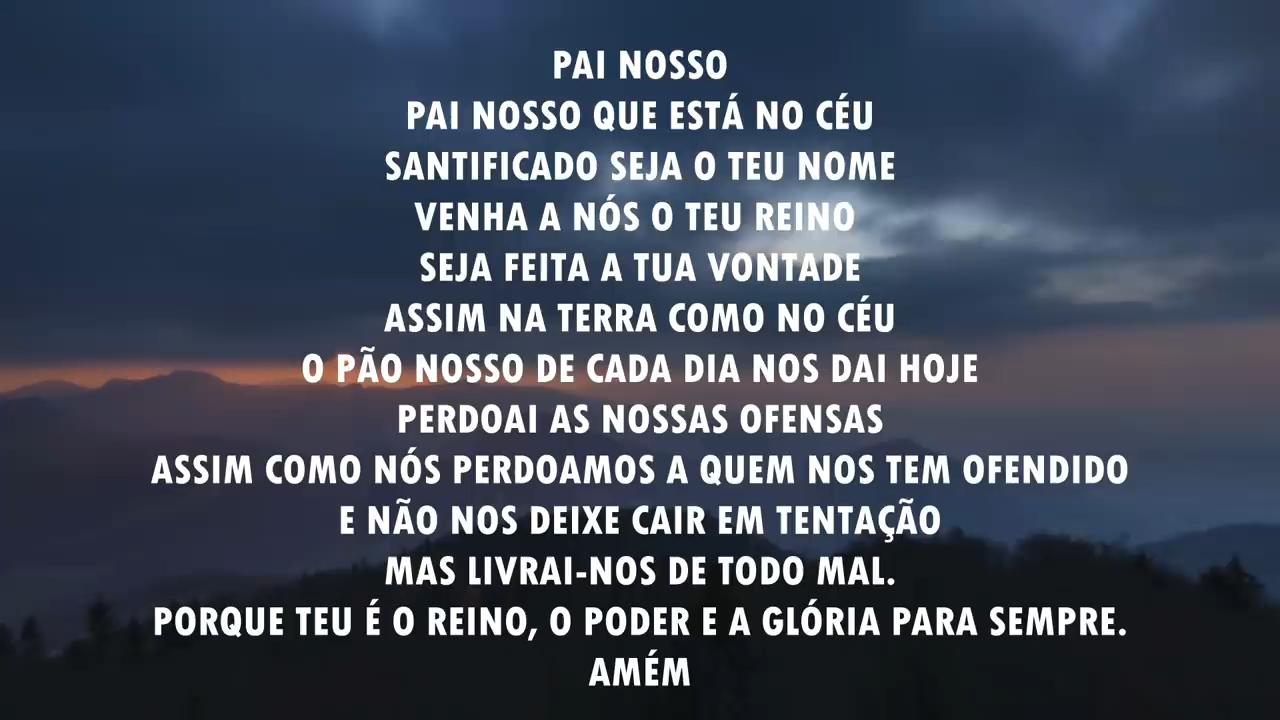 PAI NOSSO
PAI NOSSO QUE ESTÁ NO CÉU
SANTIFICADO SEJA O TEU NOME
VENHA A NÓS O TEU REINO
SEJA FEITA A TUA VONTADE
ASSIM NA TERRA COMO NO CÉU
O PÃO NOSSO DE CADA DIA NOS DAI HOJE
PERDOAI AS NOSSAS OFENSAS
ASSIM COMO NÓS PERDOAMOS A QUEM NOS TEM OFENDIDO
E NÃO NOS DEIXE CAIR EM TENTAÇÃO
MAS LIVRAI-NOS DE TODO MAL.
PORQUE TEU É O REINO, O PODER E A GLÓRIA PARA SEMPRE.
AMÉM